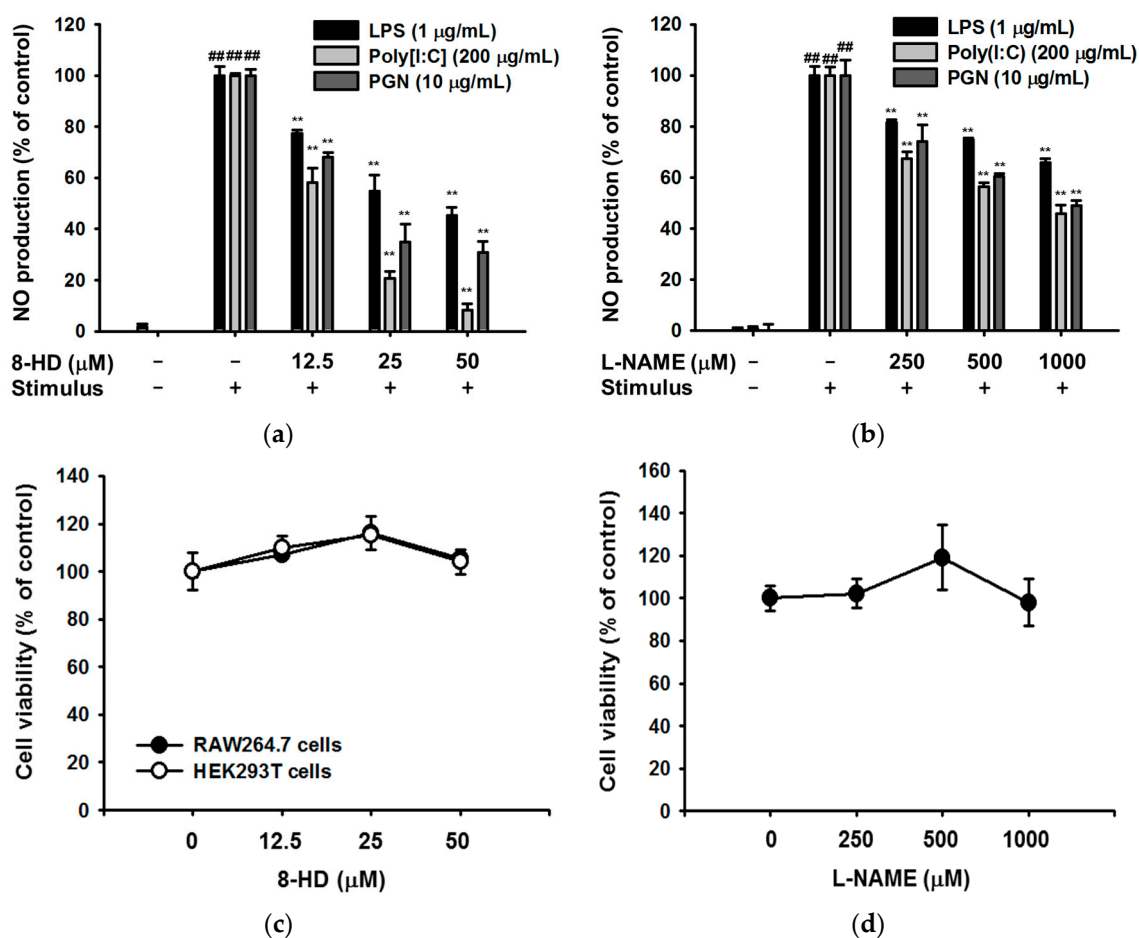 120
100
80
60
40
20
0
NO production (% of control)
LPS (1 μg/mL)
Poly[I:C] (200 μg/mL)
PGN (10 μg/mL)
## ## ##
** ** **
** ** **
** ** **
8-HD (μM) – – 12.5 25 50
Stimulus – + + + +
(a)
120
100
80
60
40
20
0
NO production (% of control)
LPS (1 μg/mL)
Poly(I:C) (200 μg/mL)
PGN (10 μg/mL)
## ## ##
** ** **
** ** **
** ** **
L-NAME (μM) – – 250 500 1000
Stimulus – + + + +
(b)
140
120
100
80
60
40
20
0
Cell viability (% of control)
RAW264.7 cells
HEK293T cells
0 12.5 25 50
8-HD (μM)
(c)
160
140
120
100
80
60
40
20
0
Cell viability (% of control)
0 250 500 1000
L-NAME (μM)
(d)